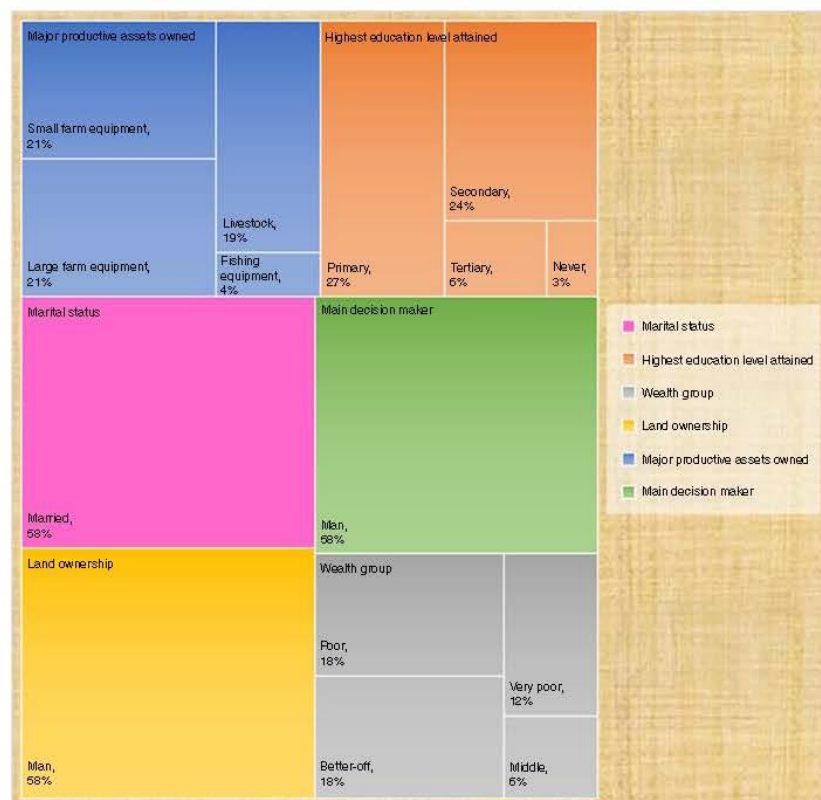 Major productive assets owned
Small farm equipment,
21%
Large farm equipment,
21%
Livestock,
19%
Fishing
equipment,
4%
Highest education level attained
Primary,
27%
Secondary,
24%
Tertiary,
6%
Never,
3%
Marital status
Married,
58%
Main decision maker
Man,
58%
Land ownership
Man,
58%
Wealth group
Poor,
18%
Better-off,
18%
Very poor,
12%
Middle,
6%
Marital status
Highest education level attained
Wealth group
Land ownership
Major productive assets owned
Main decision maker